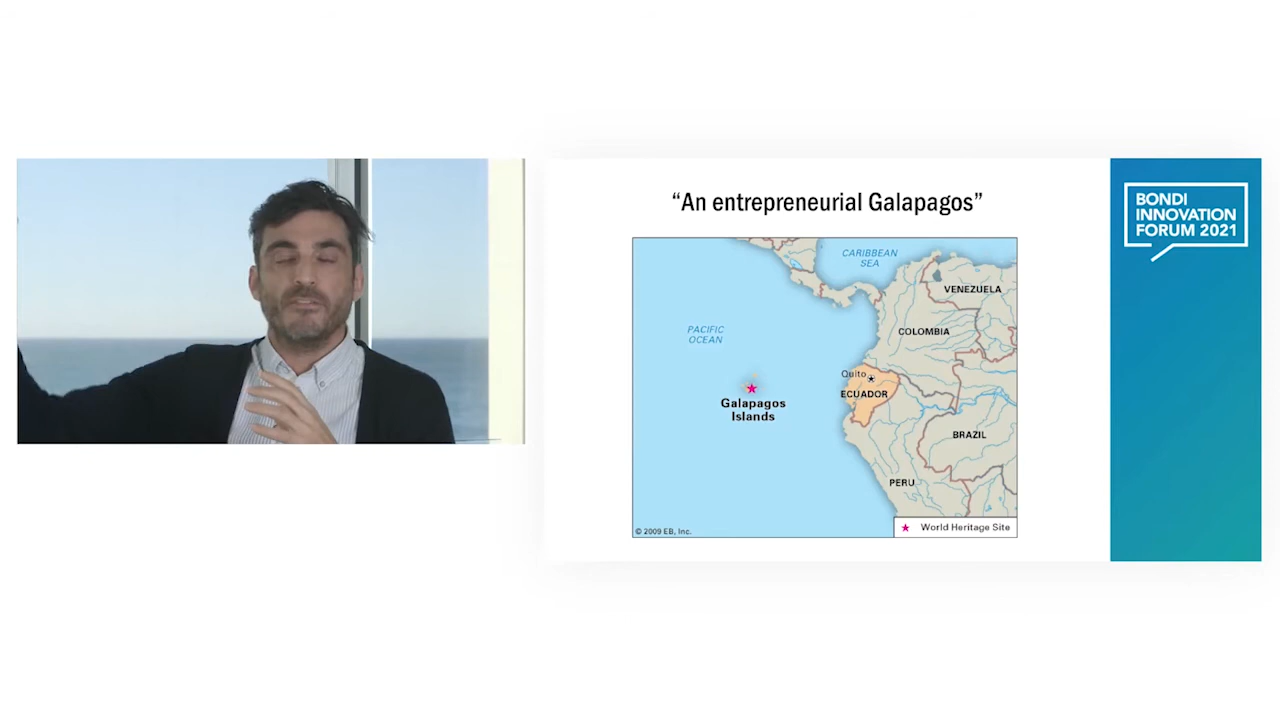 “An entrepreneurial Galapagos”
BONDI
INNOVATION
FORUM 2021
CARIBBEAN
SEA
VENEZUELA
COLOMBIA
PACIFIC
OCEAN
Quito
ECUADOR
Galapagos
Islands
BRAZIL
PERU
World Heritage Site
© 2009 EB, Inc.